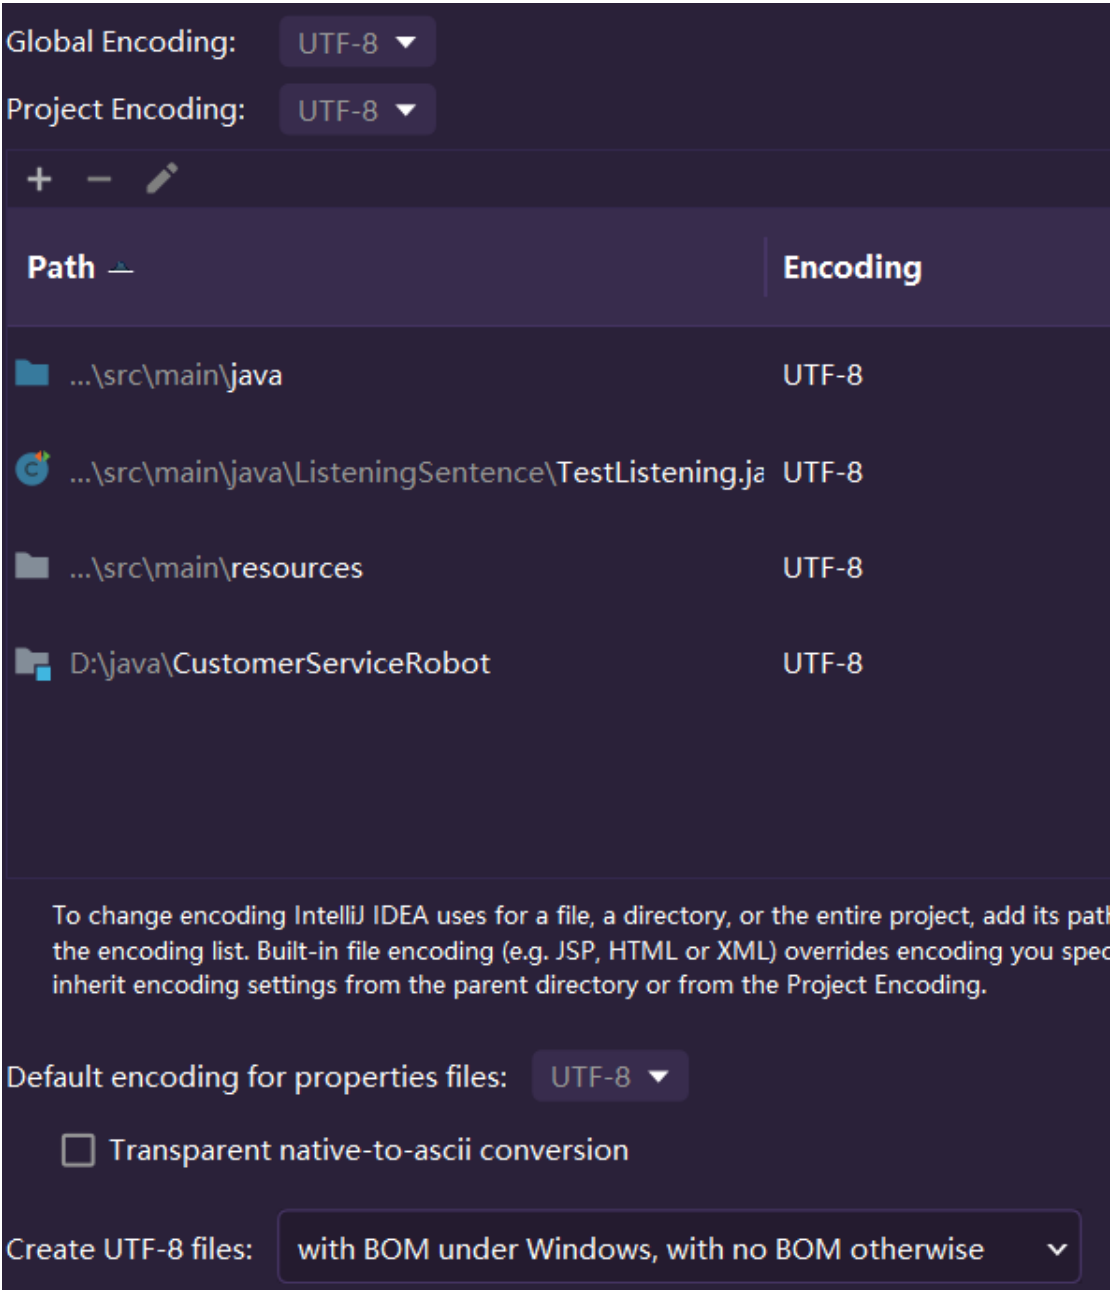 Global Encoding: UTF-8
Project Encoding: UTF-8
Path Encoding
...\src\main\java UTF-8
...\src\main\java\ListeningSentence\TestListening.ja UTF-8
...\src\main\resources UTF-8
D:\java\CustomerServiceRobot UTF-8
To change encoding IntelliJ IDEA uses for a file, a directory, or the entire project, add its path
the encoding list. Built-in file encoding (e.g. JSP, HTML or XML) overrides encoding you spec
inherit encoding settings from the parent directory or from the Project Encoding.
Default encoding for properties files: UTF-8
Transparent native-to-ascii conversion
Create UTF-8 files: with BOM under Windows, with no BOM otherwise